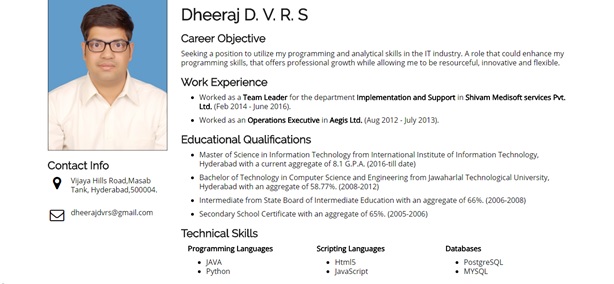 Dheeraj D. V. R. S
Career Objective
Seeking a position to utilize my programming and analytical skills in the IT industry. A role that could enhance my
programming skills, that offers professional growth while allowing me to be resourceful, innovative and flexible.
Work Experience
Worked as a Team Leader for the department Implementation and Support in Shivam Medisoft services Pvt.
Ltd. (Feb 2014 - June 2016).
Worked as an Operations Executive in Aegis Ltd. (Aug 2012 - July 2013).
Educational Qualifications
Master of Science in Information Technology from International Institute of Information Technology,
Hyderabad with a current aggregate of 8.1 G.P.A. (2016-till date)
Bachelor of Technology in Computer Science and Engineering from Jawaharlal Technological University,
Hyderabad with an aggregate of 58.77%. (2008-2012)
Intermediate from State Board of Intermediate Education with an aggregate of 66%. (2006-2008)
Secondary School Certificate with an aggregate of 65%. (2005-2006)
Technical Skills
Programming Languages
JAVA
Python
Scripting Languages
Html5
JavaScript
Databases
PostgreSQL
MYSQL
Contact Info
Vijaya Hills Road,Masab
Tank, Hyderabad,500004.
dheerajdvrs@gmail.com